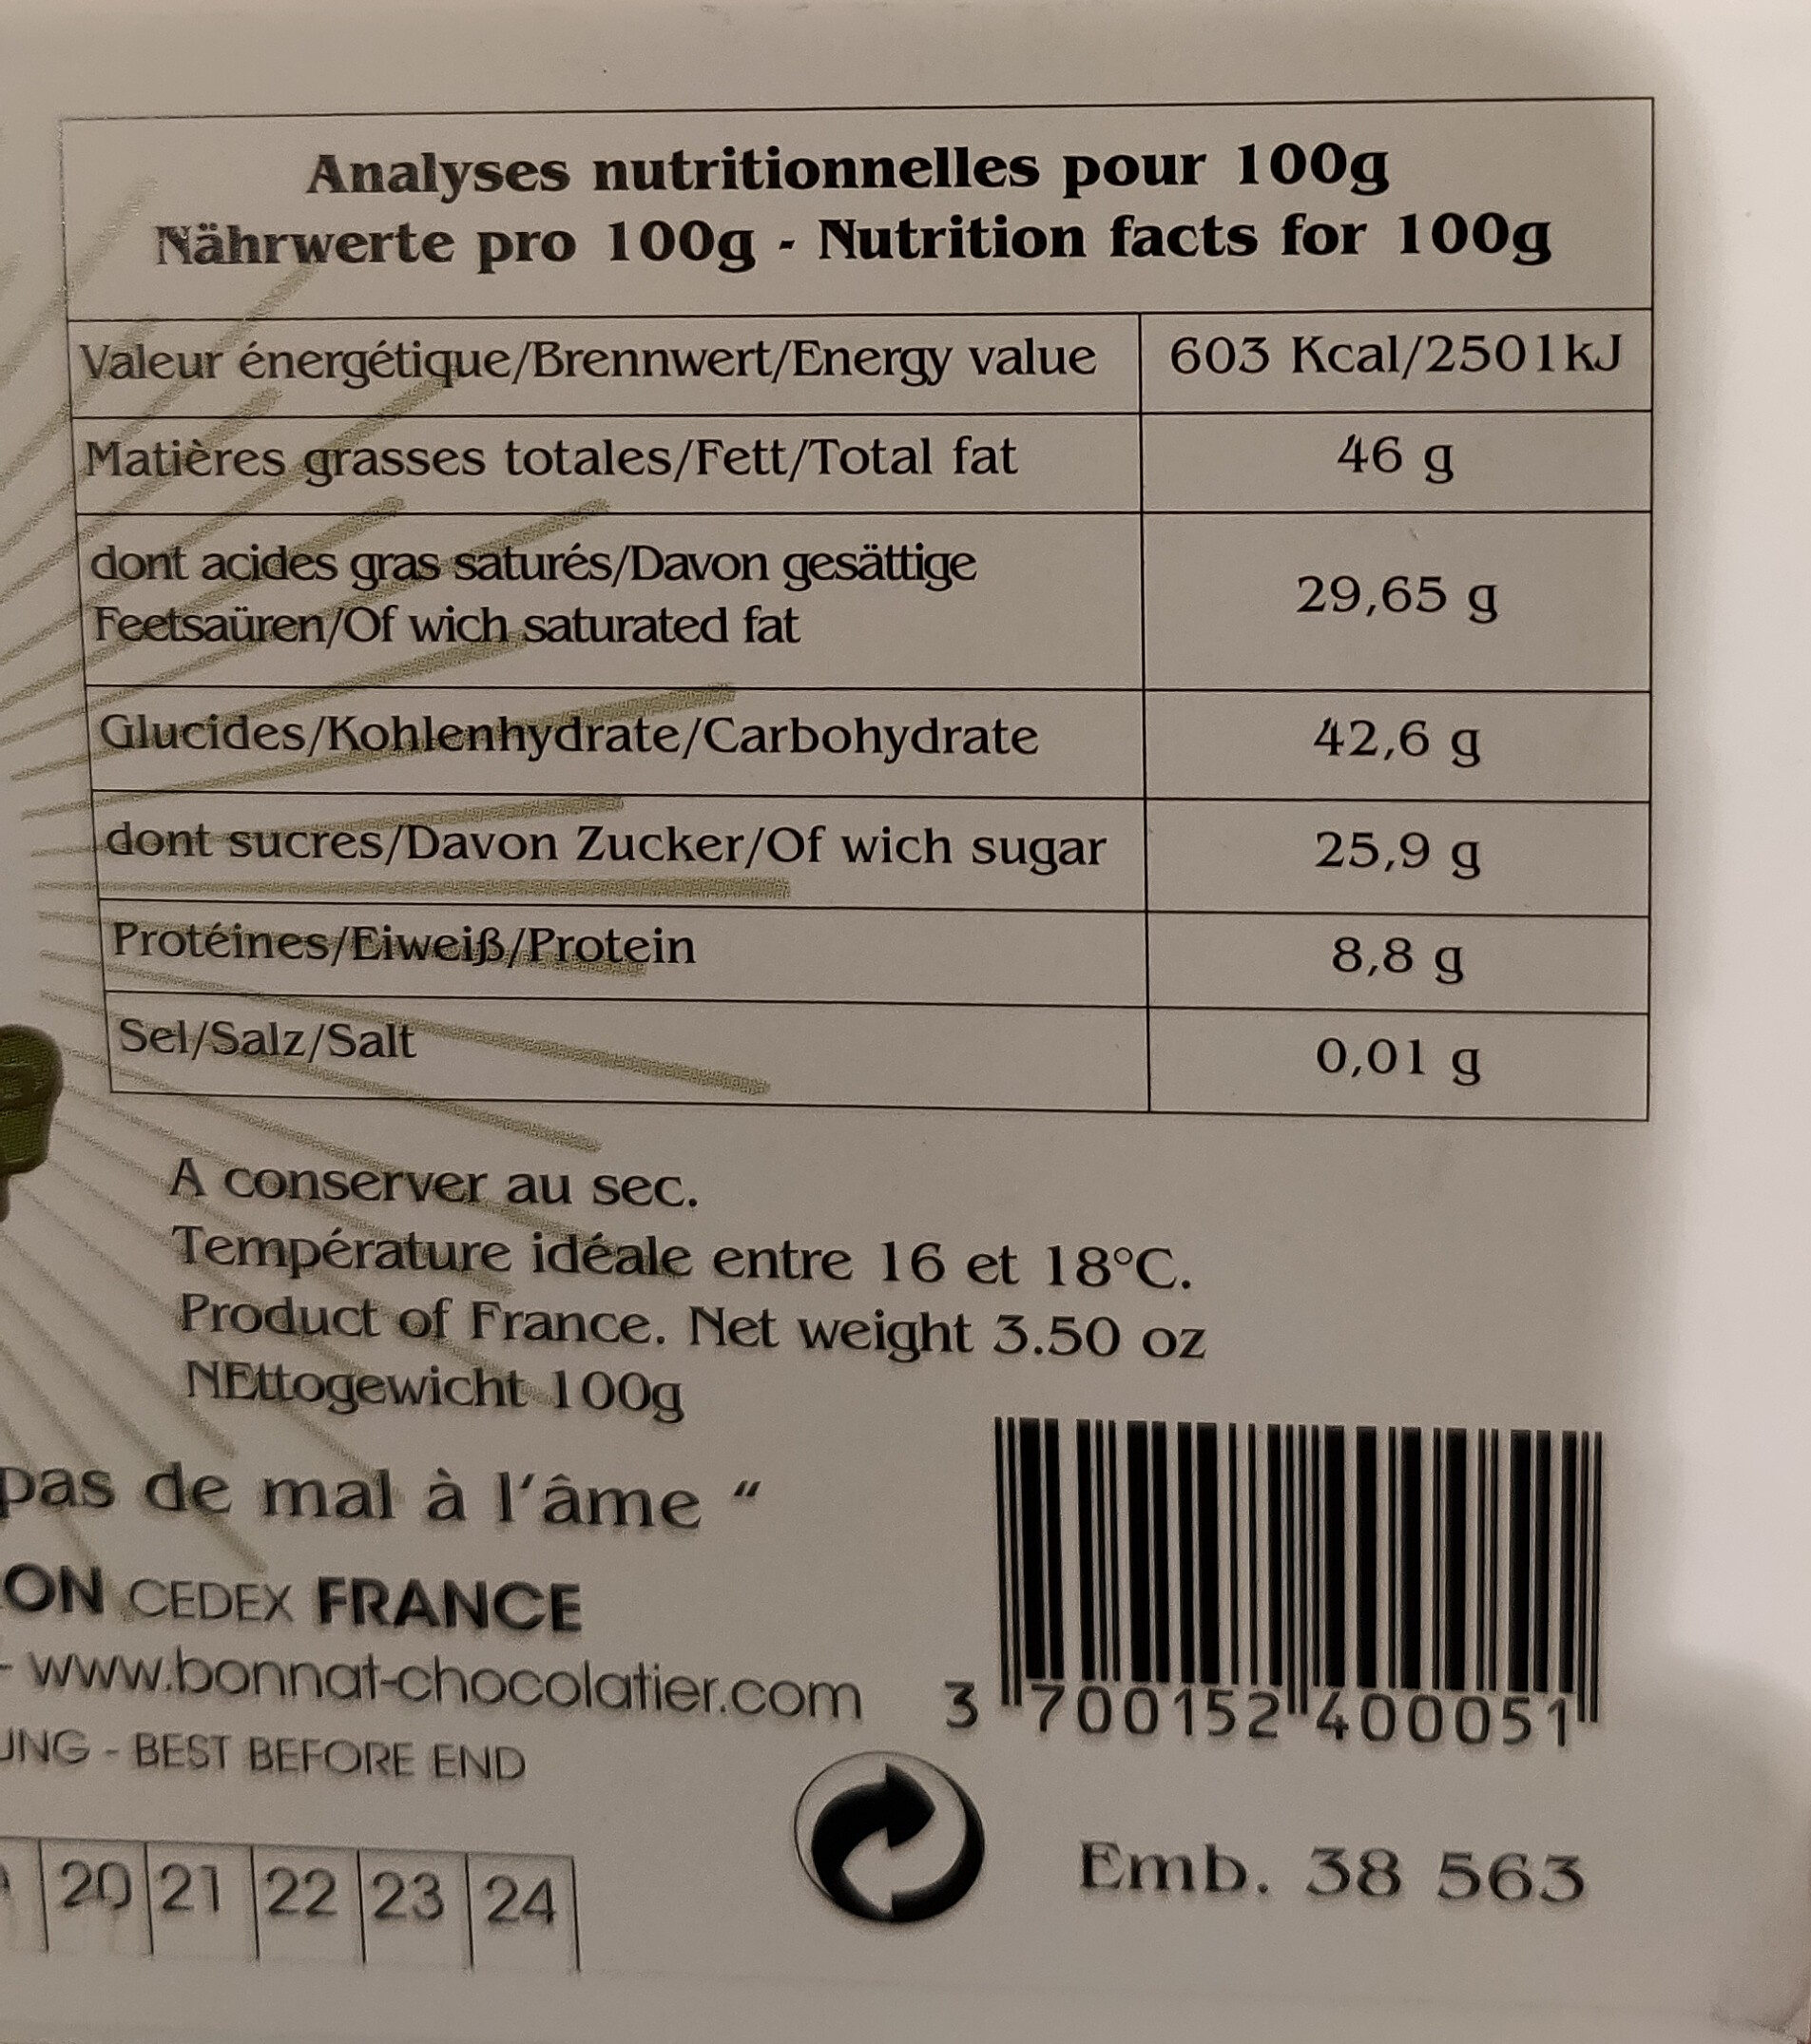 Analyses nutritionnelles pour 100g
Nährwerte pro 100g - Nutrition facts for 100g
Valeur énergétique/Brennwert/Energy value 603 Kcal/2501kJ
Matières grasses totales/Fett/Total fat 46 g
dont acides gras saturés/Davon gesättige
Feetsaüren/Of wich saturated fat 29,65 g
Glucides/Kohlenhydrate/Carbohydrate 42,6 g
dont sucres/Davon Zucker/Of wich sugar 25,9 g
Protéines/Eiweiß/Protein 8,8 g
Sel/Salz/Salt 0,01 g
A conserver au sec.
Température idéale entre 16 et 18°C.
Product of France. Net weight 3.50 oz
NEttogewicht 100g
pas de mal à l'âme "
ON CEDEX FRANCE
- www.bonnat-chocolatier.com
3 700152 400051
UNG - BEST BEFORE END
20 21 22 23 24
Emb. 38 563